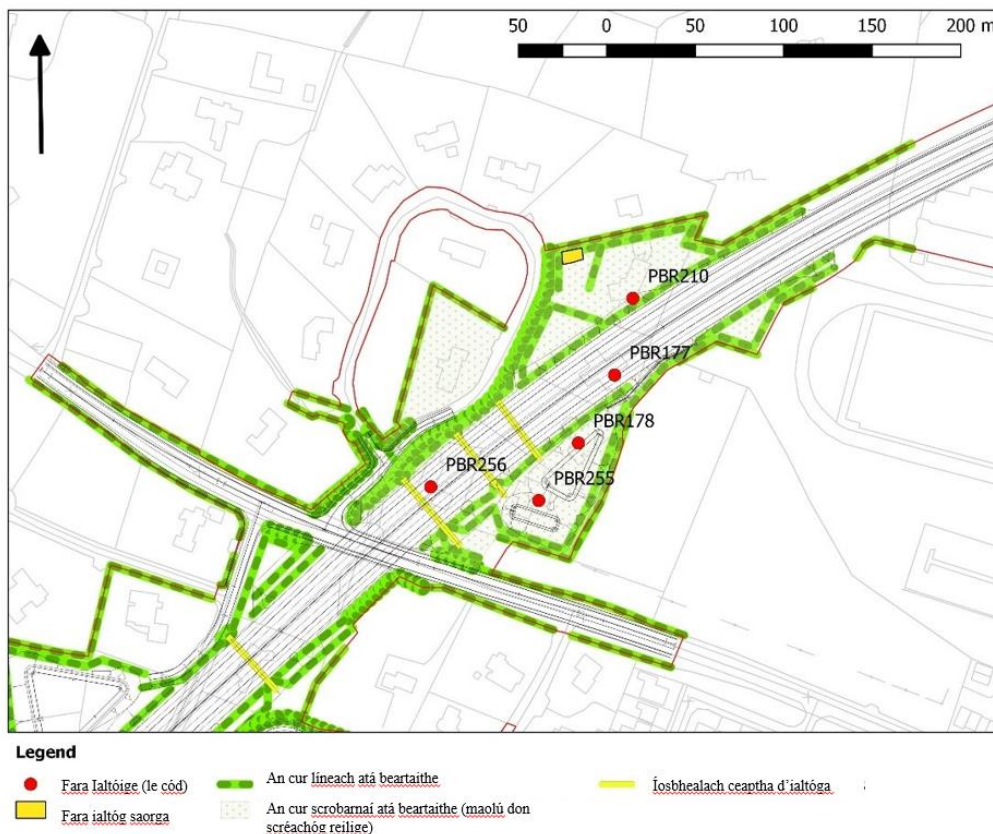 50 0 50 100 150 200 m
PBR210
PBR177
PBR178
PBR256
PBR255
Legend
Fara Ialtóige (le cód)
An cur líneach atá beartaithe
Íosbhealach ceaptha d'ialtóga
Fara ialtóg saorga
An cur scrobarnaí atá beartaithe (maolú don
scréachóg reilige)